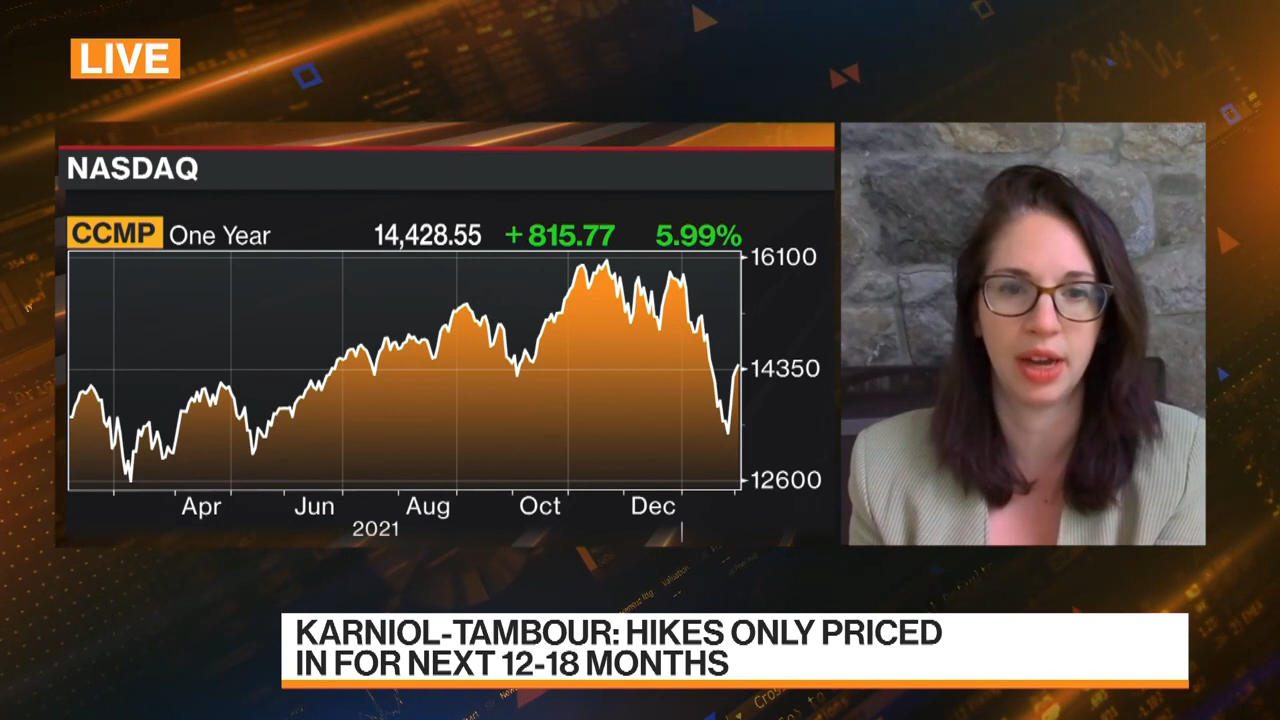 LIVE
NASDAQ
CCMP One Year 14,428.55 +815.77 5.99%
16100
14350
12600
Apr Jun Aug Oct Dec
2021
KARNIOL-TAMBOUR: HIKES ONLY PRICED
IN FOR NEXT 12-18 MONTHS